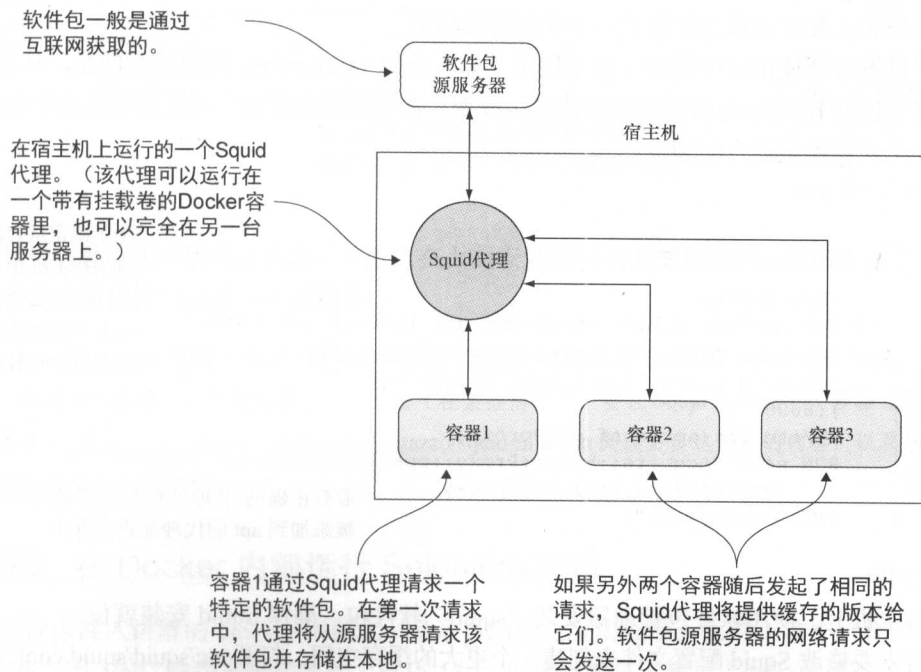 软件包一般是通过
互联网获取的。
软件包
源服务器
宿主机
在宿主机上运行的一个Squid
代理。（该代理可以运行在
一个带有挂载卷的Docker容
器里，也可以完全在另一台
服务器上。）
Squid代理
容器1
容器2
容器3
容器1通过Squid代理请求一个
特定的软件包。在第一次请求
中，代理将从源服务器请求该
软件包并存储在本地。
如果另外两个容器随后发起了相同的
请求，Squid代理将提供缓存的版本给
它们。软件包源服务器的网络请求只
会发送一次。